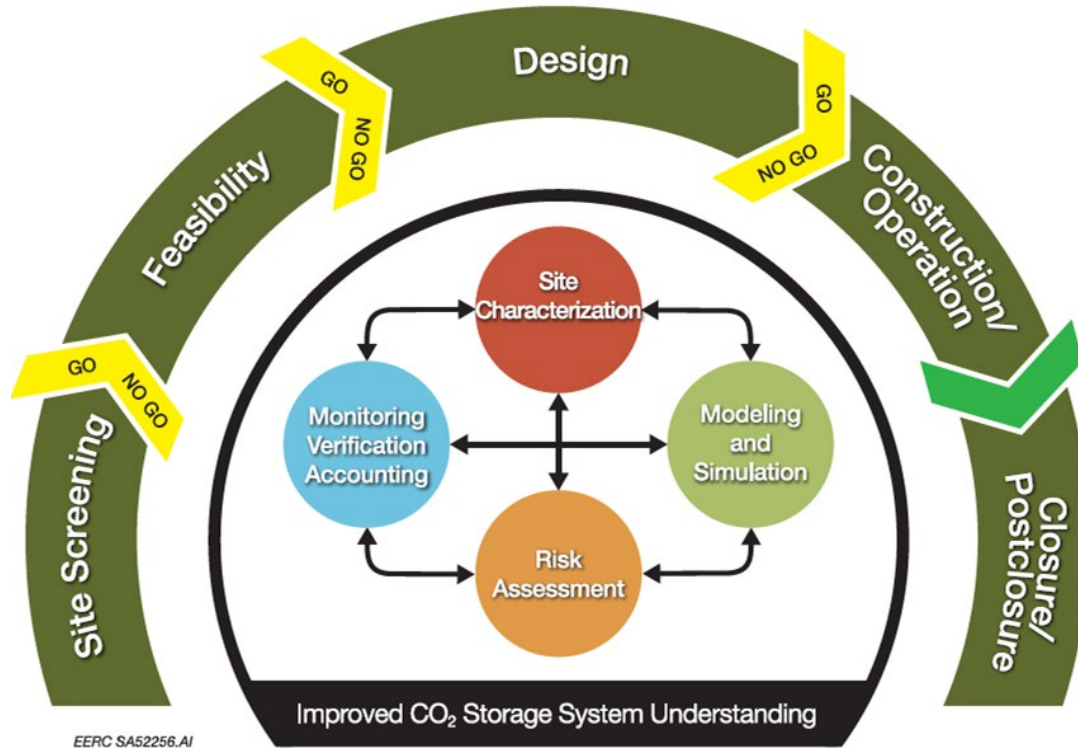 Site Screening
GO
NO GO
Feasibility
GO
NO GO
Design
GO
NO GO
Construction/
Operation
Closure/
Postclosure
Site
Characterization
Monitoring
Verification
Accounting
Modeling
and
Simulation
Risk
Assessment
Improved CO₂ Storage System Understanding
EERC SA52256.AI